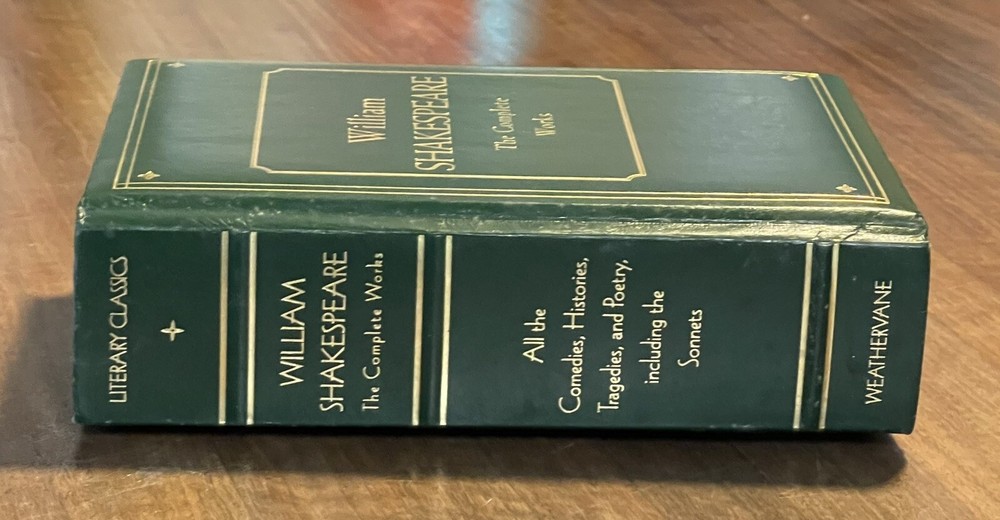 William
SHAKESPEARE
The Complete
Works
LITERARY CLASSICS
WILLIAM
SHAKESPEARE
The Complete Works
All the
Comedies, Histories,
Tragedies, and Poetry,
including the
Sonnets
WEATHERVANE